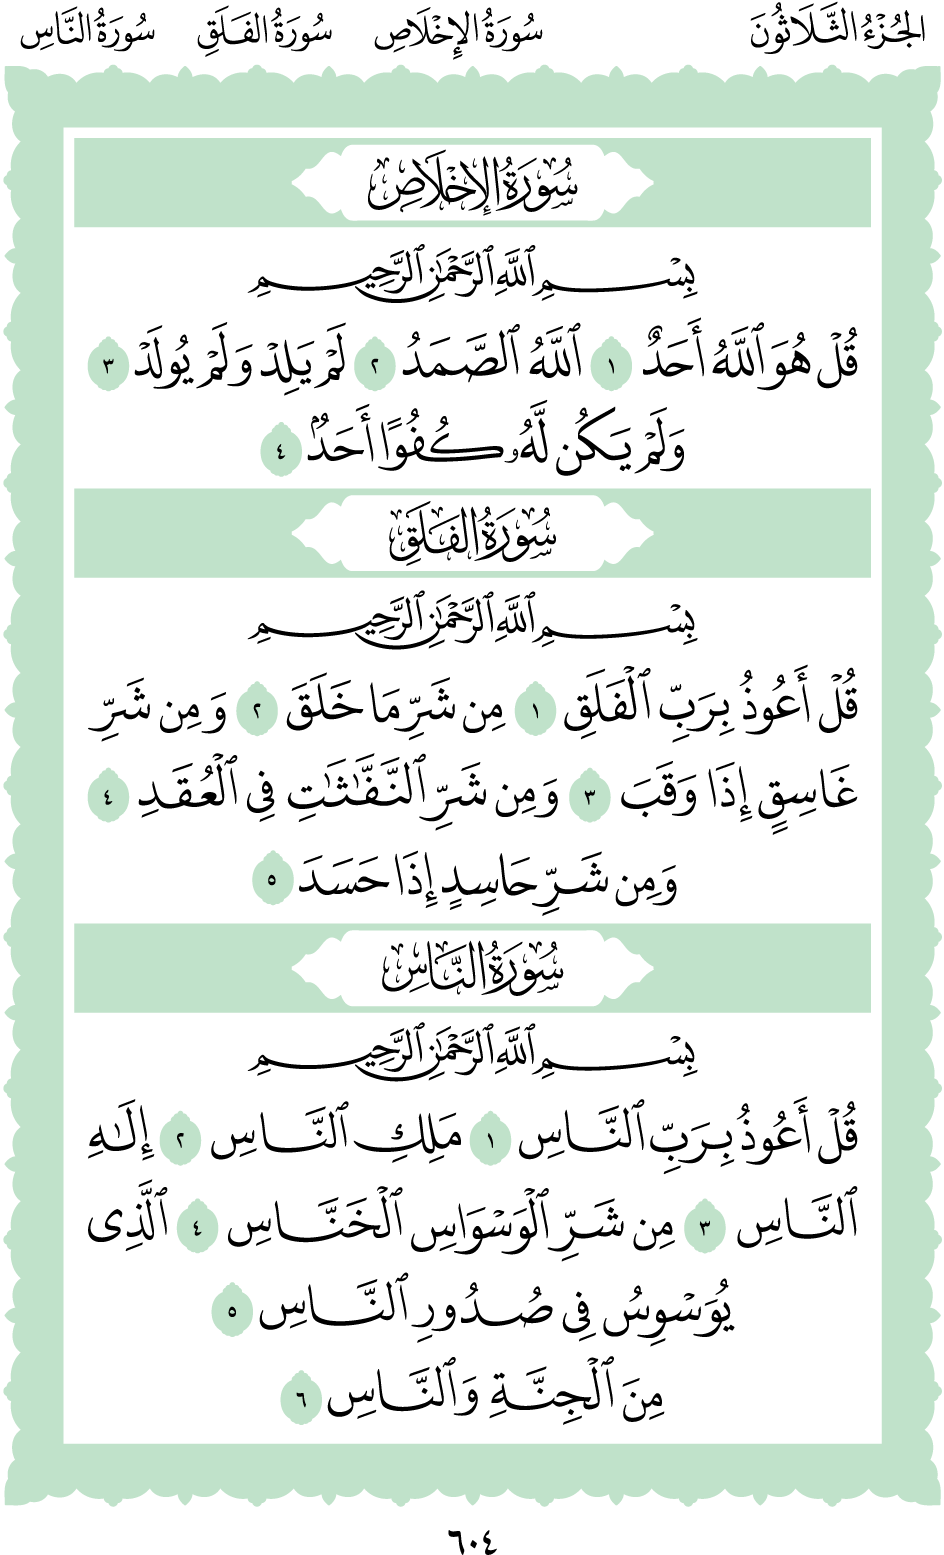 الجُزْءُ الثَّلَاثُونَ سُورَةُ الإِخْلَاصِ سُورَةُ الفَلَقِ سُورَةُ النَّاسِ
سُورَةُ الإِخْلَاصِ
بِسْمِ ٱللَّهِ ٱلرَّحْمَٰنِ ٱلرَّحِيمِ
قُلْ هُوَ ٱللَّهُ أَحَدٌ ١ ٱللَّهُ ٱلصَّمَدُ ٢ لَمْ يَلِدْ وَلَمْ يُولَدْ ٣
وَلَمْ يَكُن لَّهُۥ كُفُوًا أَحَدٌۢ ٤
سُورَةُ الفَلَقِ
بِسْمِ ٱللَّهِ ٱلرَّحْمَٰنِ ٱلرَّحِيمِ
قُلْ أَعُوذُ بِرَبِّ ٱلْفَلَقِ ١ مِن شَرِّ مَا خَلَقَ ٢ وَمِن شَرِّ
غَاسِقٍ إِذَا وَقَبَ ٣ وَمِن شَرِّ ٱلنَّفَّٰثَٰتِ فِى ٱلْعُقَدِ ٤
وَمِن شَرِّ حَاسِدٍ إِذَا حَسَدَ ٥
سُورَةُ النَّاسِ
بِسْمِ ٱللَّهِ ٱلرَّحْمَٰنِ ٱلرَّحِيمِ
قُلْ أَعُوذُ بِرَبِّ ٱلنَّاسِ ١ مَلِكِ ٱلنَّاسِ ٢ إِلَٰهِ
ٱلنَّاسِ ٣ مِن شَرِّ ٱلْوَسْوَاسِ ٱلْخَنَّاسِ ٤ ٱلَّذِى
يُوَسْوِسُ فِى صُدُورِ ٱلنَّاسِ ٥
مِنَ ٱلْجِنَّةِ وَٱلنَّاسِ ٦
٦٠٤